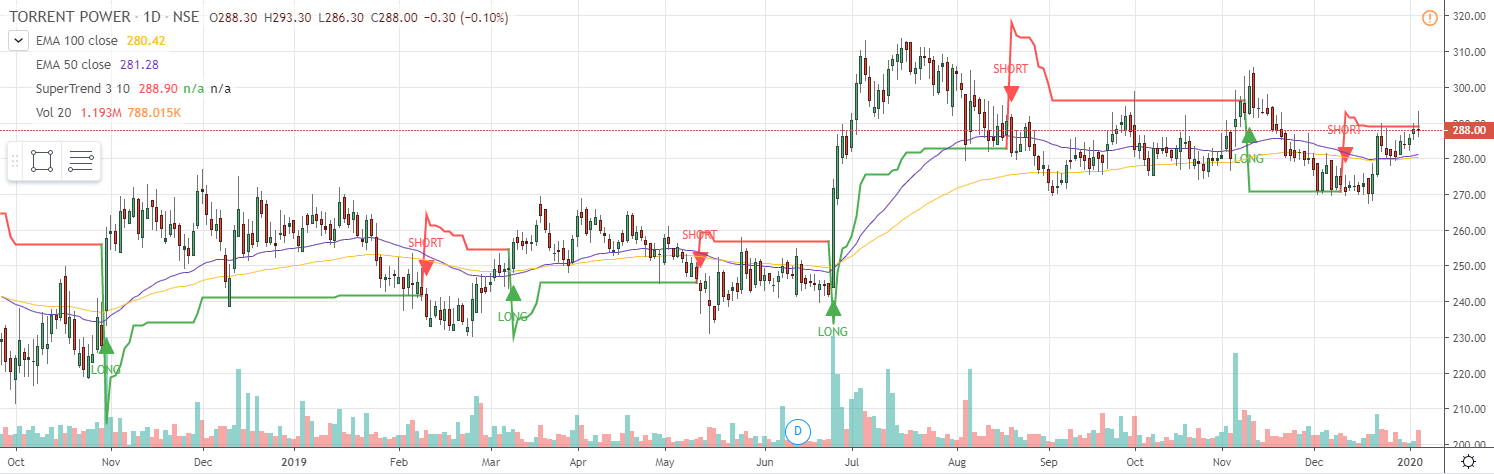 TORRENT POWER · 1D · NSE O288.30 H293.30 L286.30 C288.00 −0.30 (−0.10%)
EMA 100 close 280.42
EMA 50 close 281.28
SuperTrend 3 10 288.90 n/a n/a
Vol 20 1.193M 788.015K
320.00
310.00
300.00
290.00
288.00
280.00
270.00
260.00
250.00
240.00
230.00
220.00
210.00
200.00
LONG
SHORT
LONG
SHORT
LONG
SHORT
LONG
SHORT
D
Oct Nov Dec 2019 Feb Mar Apr May Jun Jul Aug Sep Oct Nov Dec 2020